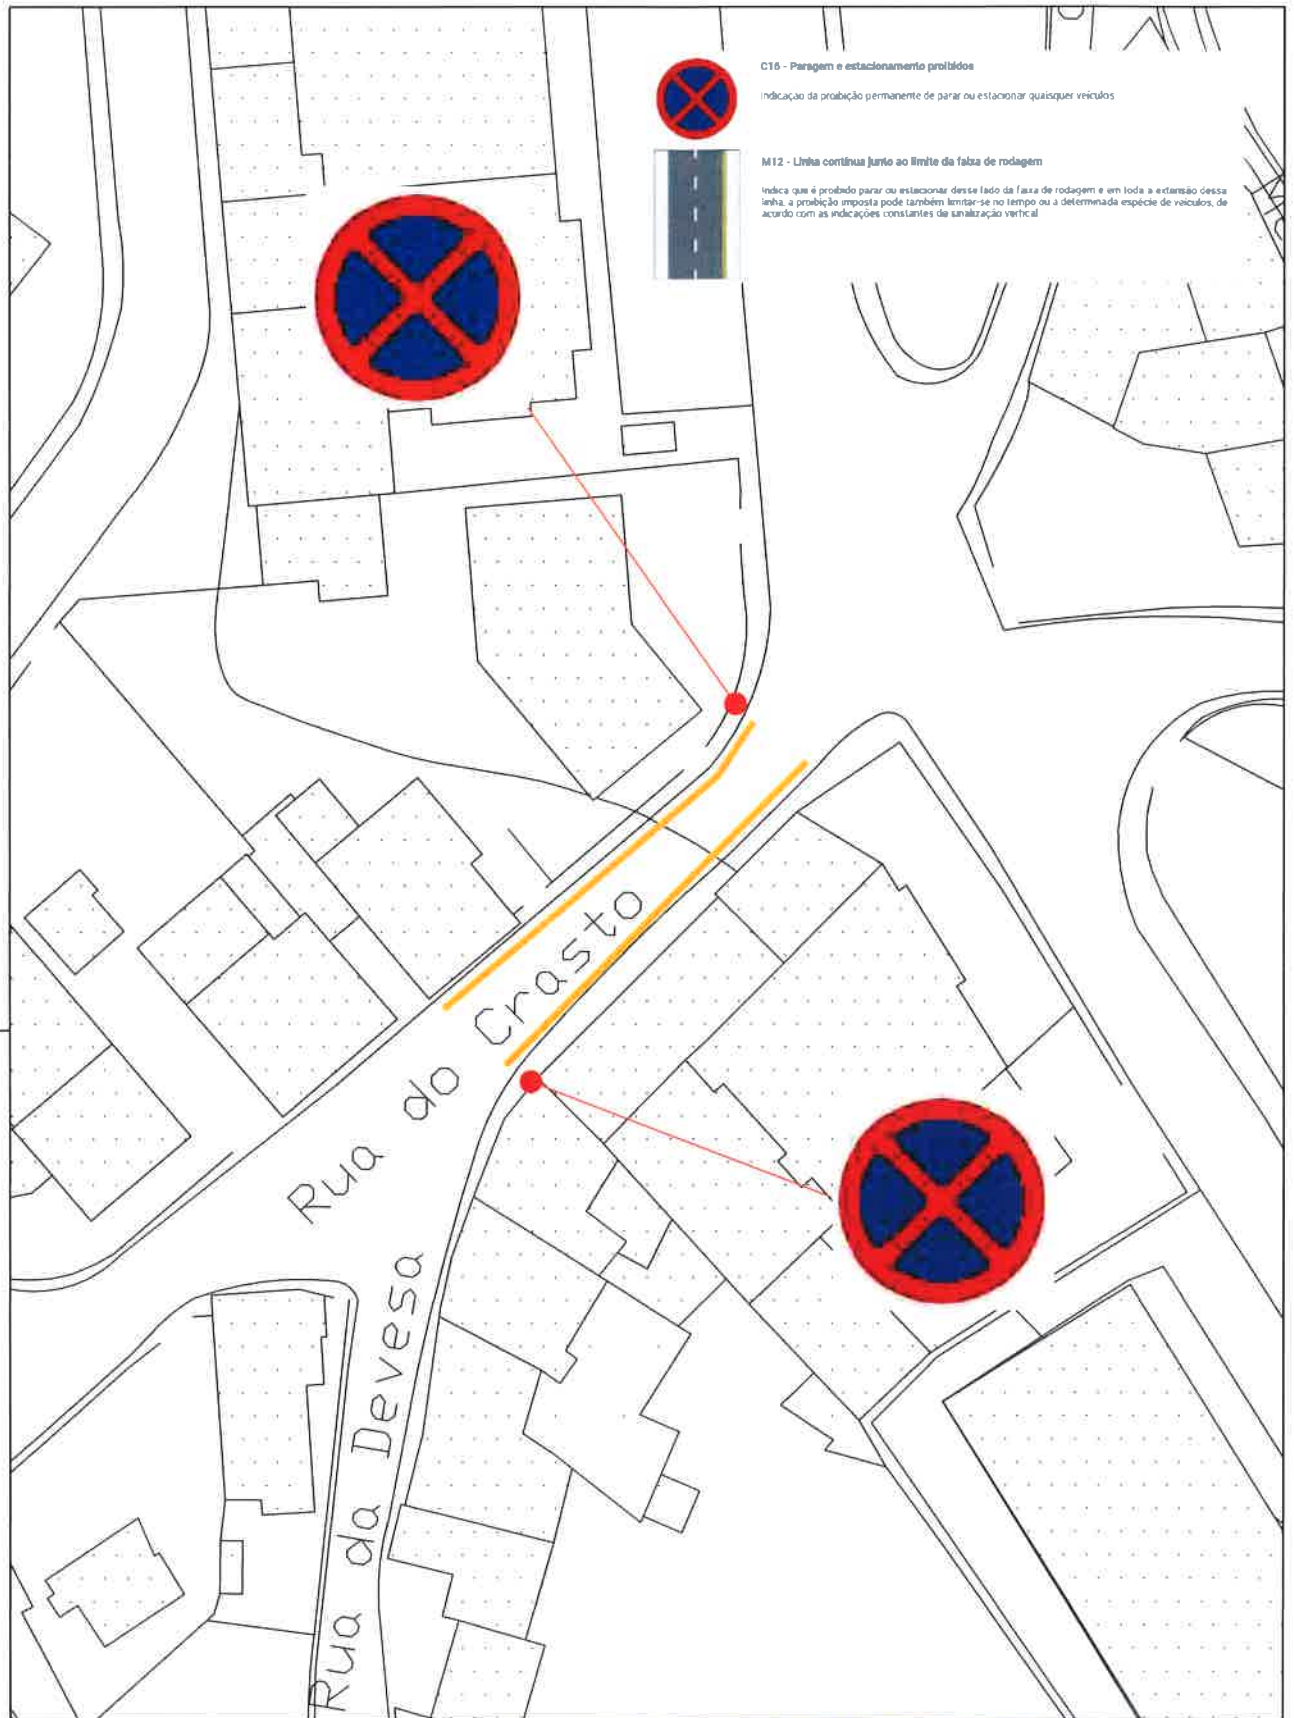 C16 - Paragem e estacionamento proibidos
Indicação da proibição permanente de parar ou estacionar quaisquer veículos
M12 - Linha contínua junto ao limite da faixa de rodagem
Indica que é proibido parar ou estacionar desse lado da faixa de rodagem e em toda a extensão dessa
linha, a proibição imposta pode também limitar-se no tempo ou a determinada espécie de veículos, de
acordo com as indicações constantes de sinalização vertical
Rua do Crasto
Rua da Devesa